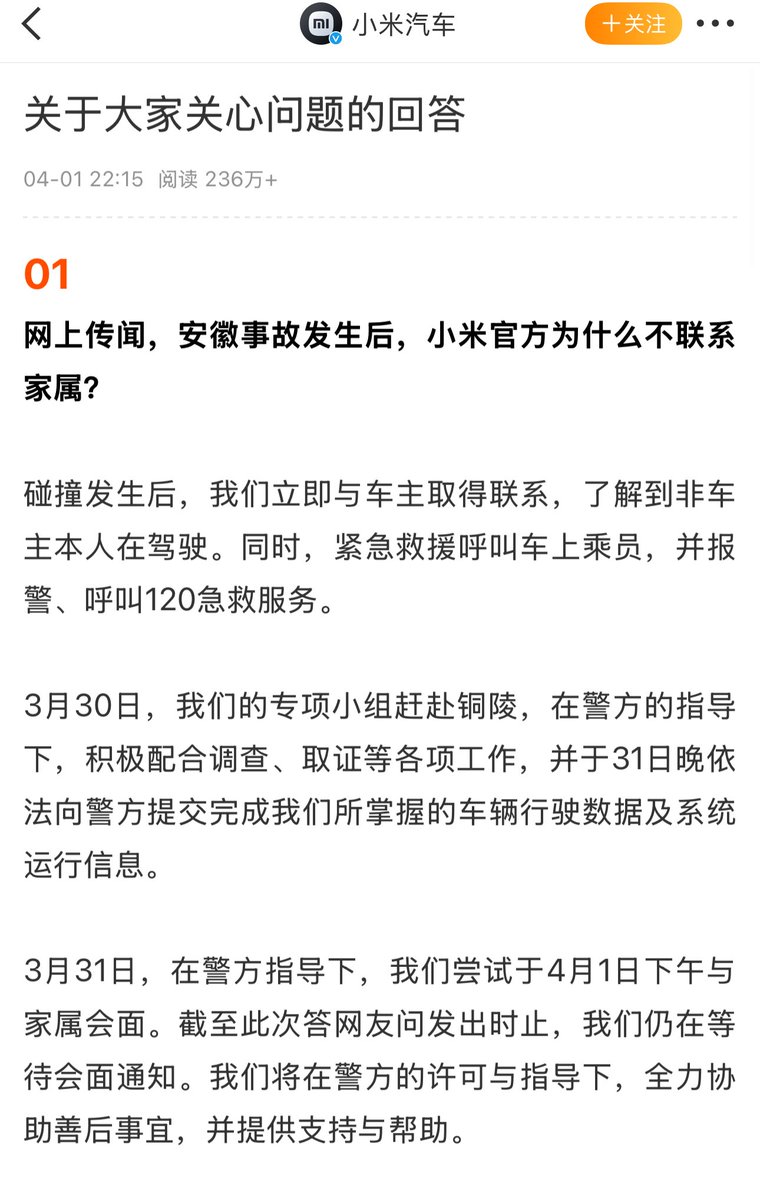 小米汽车
+关注
关于大家关心问题的回答
04-01 22:15 阅读 236万+
01
网上传闻，安徽事故发生后，小米官方为什么不联系
家属？
碰撞发生后，我们立即与车主取得联系，了解到非车
主本人在驾驶。同时，紧急救援呼叫车上乘员，并报
警、呼叫120急救服务。
3月30日，我们的专项小组赶赴铜陵，在警方的指导
下，积极配合调查、取证等各项工作，并于31日晚依
法向警方提交完成我们所掌握的车辆行驶数据及系统
运行信息。
3月31日，在警方指导下，我们尝试于4月1日下午与
家属会面。截至此次答网友问发出时止，我们仍在等
待会面通知。我们将在警方的许可与指导下，全力协
助善后事宜，并提供支持与帮助。